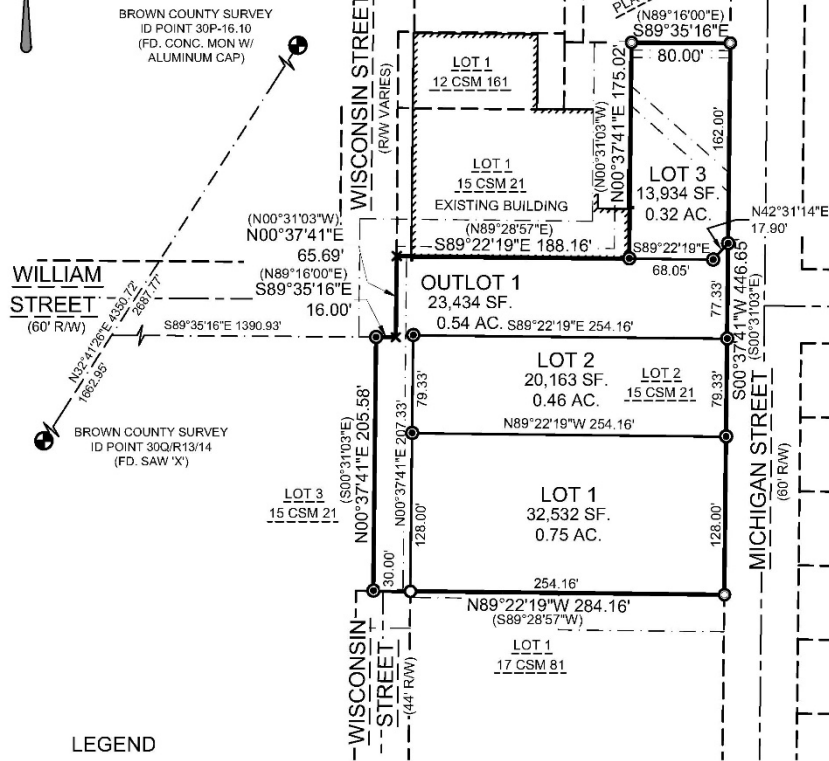 BROWN COUNTY SURVEY
ID POINT 30P-16.10
(FD. CONC. MON W/
ALUMINUM CAP)
WISCONSIN STREET
(R/W VARIES)
LOT 1
12 CSM 161
LOT 1
15 CSM 21
EXISTING BUILDING
(N89°28'57"E)
S89°22'19"E 188.16'
(N00°31'03"W)
N00°37'41"E 175.02'
(N89°16'00"E)
S89°35'16"E
80.00'
162.00'
LOT 3
13,934 SF.
0.32 AC.
N42°31'14"E
17.90'
S89°22'19"E
68.05'
(N00°31'03"W)
N00°37'41"E
65.69'
(N89°16'00"E)
S89°35'16"E
16.00'
WILLIAM
STREET
(60' R/W)
N32°41'26"E 4350.72'
2687.77'
1662.95'
S89°35'16"E 1390.93'
OUTLOT 1
23,434 SF.
0.54 AC.
S89°22'19"E 254.16'
77.33'
S00°37'41"W 446.65'
(S00°31'03"E)
LOT 2
20,163 SF.
0.46 AC.
LOT 2
15 CSM 21
79.33'
79.33'
N89°22'19"W 254.16'
BROWN COUNTY SURVEY
ID POINT 30Q/R13/14
(FD. SAW 'X')
LOT 3
15 CSM 21
(S00°31'03"E)
N00°37'41"E 205.58'
N00°37'41"E 207.33'
LOT 1
32,532 SF.
0.75 AC.
128.00'
128.00'
MICHIGAN STREET
(60' R/W)
30.00'
254.16'
N89°22'19"W 284.16'
(S89°28'57"W)
LOT 1
17 CSM 81
WISCONSIN
STREET
(44' R/W)
LEGEND